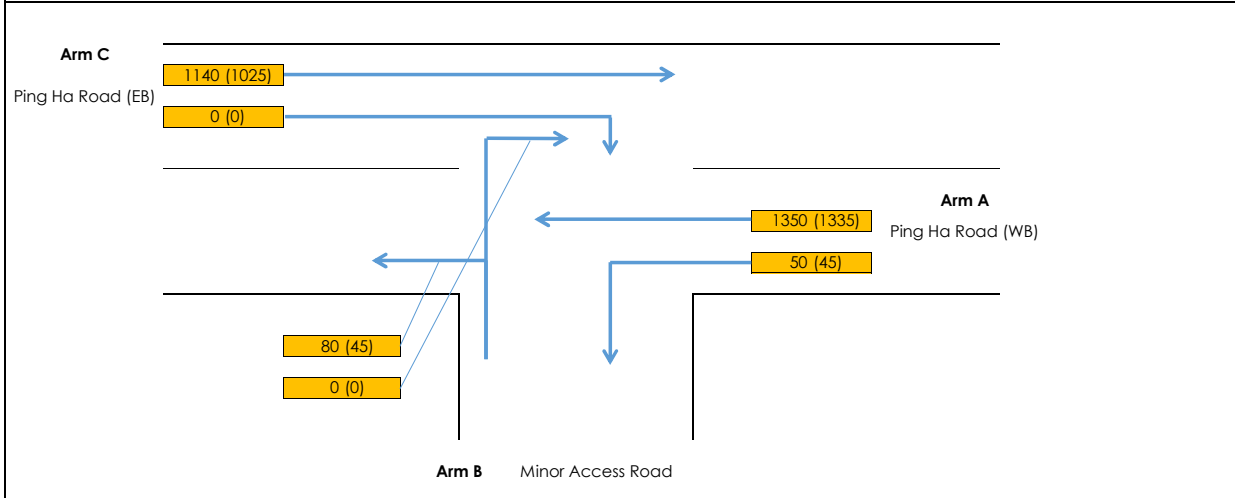 Arm C
1140 (1025)
Ping Ha Road (EB)
0 (0)
Arm A
1350 (1335)
Ping Ha Road (WB)
50 (45)
80 (45)
0 (0)
Arm B Minor Access Road